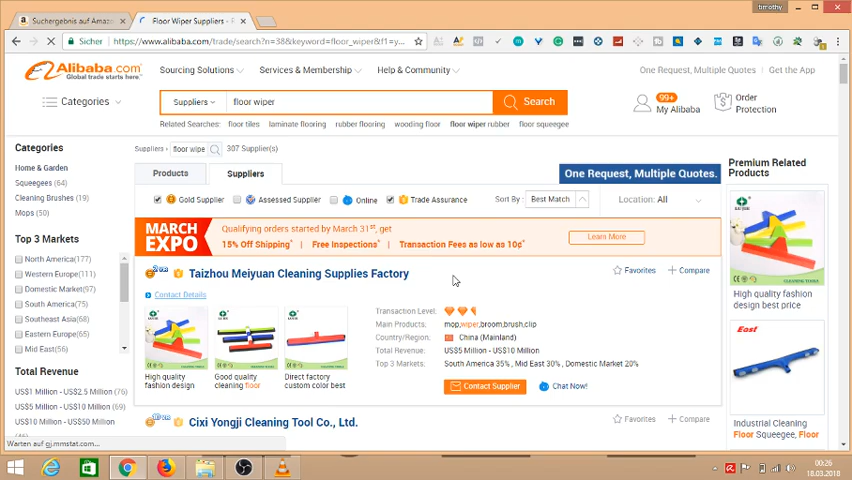 timothy
Suchergebnis auf Amazo
Floor Wiper Suppliers - F
Sicher https://www.alibaba.com/trade/search?n=38&keyword=floor_wiper&f1=y...
Alibaba.com
Global trade starts here.™
Sourcing Solutions
Services & Membership
Help & Community
One Request, Multiple Quotes
Get the App
Categories
Suppliers
floor wiper
Search
99+
My Alibaba
Order Protection
Related Searches: floor tiles laminate flooring rubber flooring wooding floor floor wiper rubber floor squeegee
Categories
Home & Garden
Squeegees (64)
Cleaning Brushes (19)
Mops (50)
Top 3 Markets
North America(177)
Western Europe(111)
Domestic Market(97)
South America(75)
Southeast Asia(68)
Eastern Europe(65)
Mid East(56)
Total Revenue
US$1 Million - US$2.5 Million (76)
US$5 Million - US$10 Million (69)
US$10 Million - US$50 Million
Warten auf gj.mmstat.com...
Suppliers > floor wipe
307 Supplier(s)
Products
Suppliers
One Request, Multiple Quotes.
Gold Supplier
Assessed Supplier
Online
Trade Assurance
Sort By : Best Match
Location: All
MARCH EXPO
Qualifying orders started by March 31st, get
15% Off Shipping* | Free Inspections* | Transaction Fees as low as 10¢*
Learn More
Taizhou Meiyuan Cleaning Supplies Factory
Favorites
Compare
Contact Details
High quality fashion design
Good quality cleaning floor
Direct factory custom color best
Transaction Level:
Main Products: mop,wiper,broom,brush,clip
Country/Region: China (Mainland)
Total Revenue: US$5 Million - US$10 Million
Top 3 Markets: South America 35% , Mid East 30% , Domestic Market 20%
Contact Supplier
Chat Now!
Cixi Yongji Cleaning Tool Co., Ltd.
Favorites
Compare
Premium Related Products
High quality fashion design best price
East
Industrial Cleaning Floor Squeegee, Floor
00:26
18.03.2018